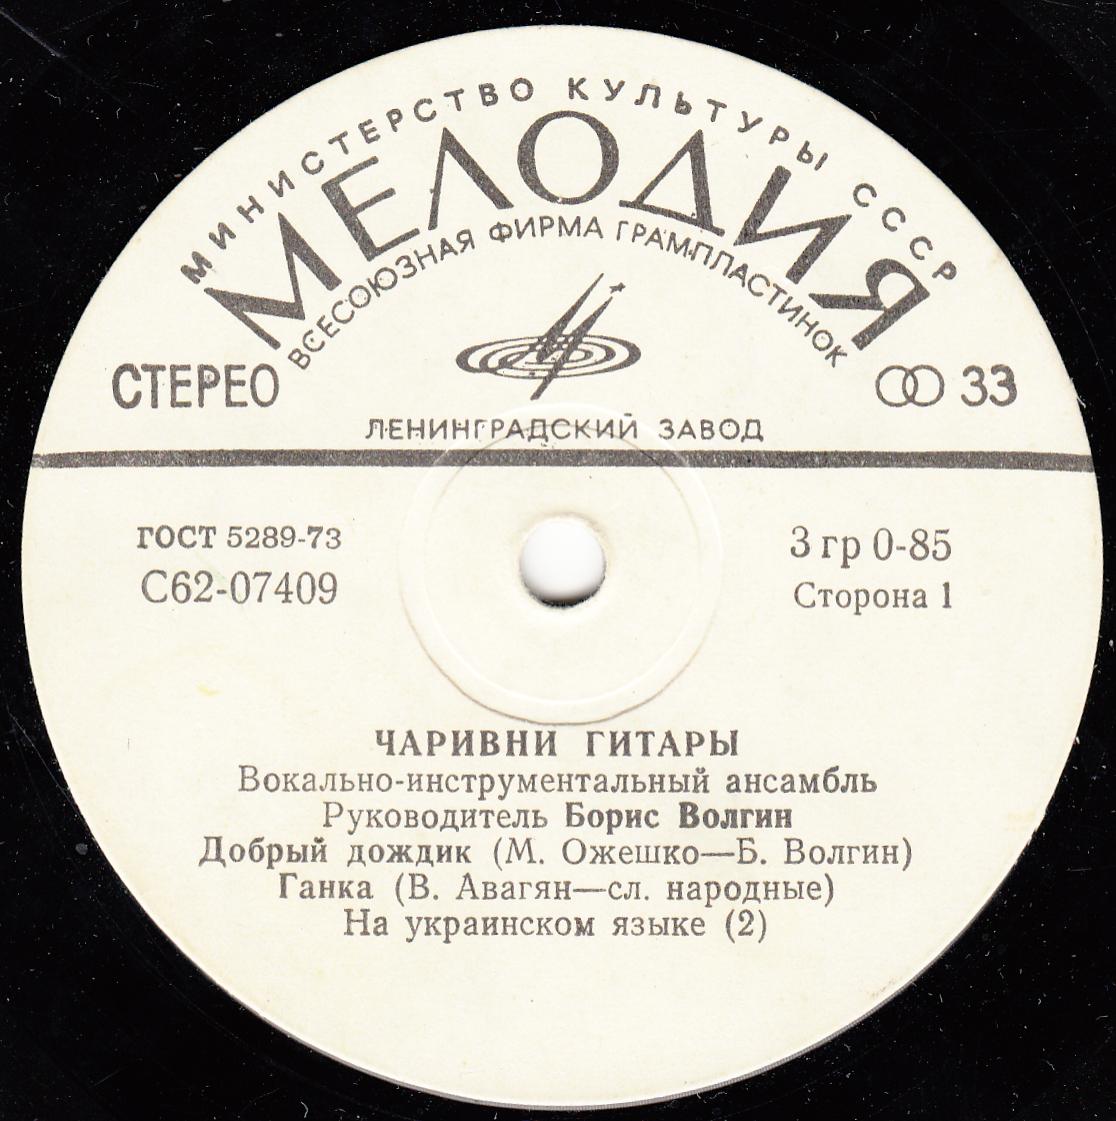 МИНИСТЕРСТВО КУЛЬТУРЫ СССР
МЕЛОДИЯ
ВСЕСОЮЗНАЯ ФИРМА ГРАМПЛАСТИНОК
СТЕРЕО
33
ЛЕНИНГРАДСКИЙ ЗАВОД
ГОСТ 5289-73
С62-07409
3 гр 0-85
Сторона 1
ЧАРИВНИ ГИТАРЫ
Вокально-инструментальный ансамбль
Руководитель Борис Волгин
Добрый дождик (М. Ожешко—Б. Волгин)
Ганка (В. Авагян—сл. народные)
На украинском языке (2)